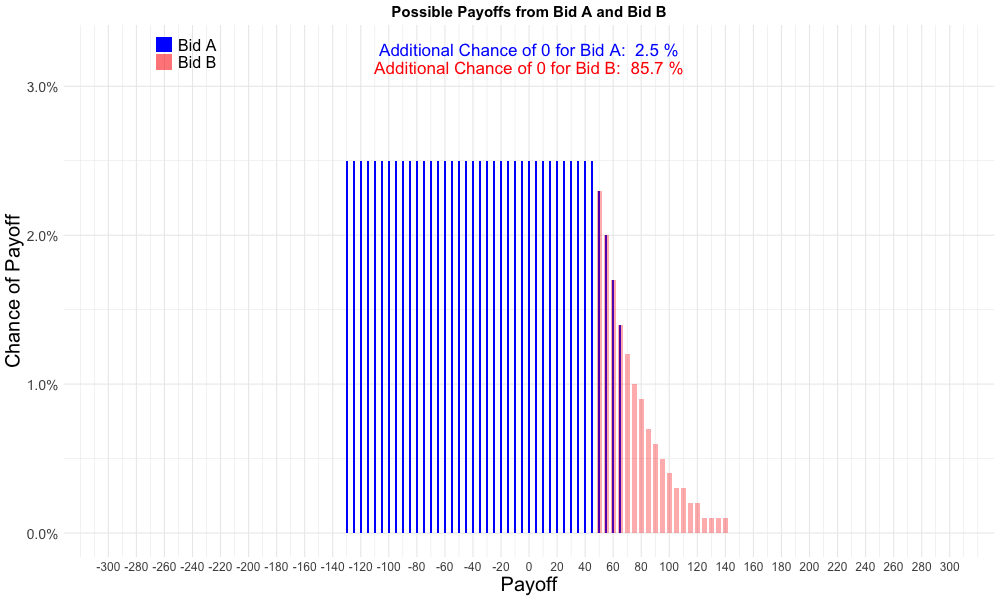 Possible Payoffs from Bid A and Bid B
Bid A
Bid B
Additional Chance of 0 for Bid A:  2.5 %
Additional Chance of 0 for Bid B:  85.7 %
Chance of Payoff
3.0%
2.0%
1.0%
0.0%
-300 -280 -260 -240 -220 -200 -180 -160 -140 -120 -100 -80 -60 -40 -20 0 20 40 60 80 100 120 140 160 180 200 220 240 260 280 300
Payoff